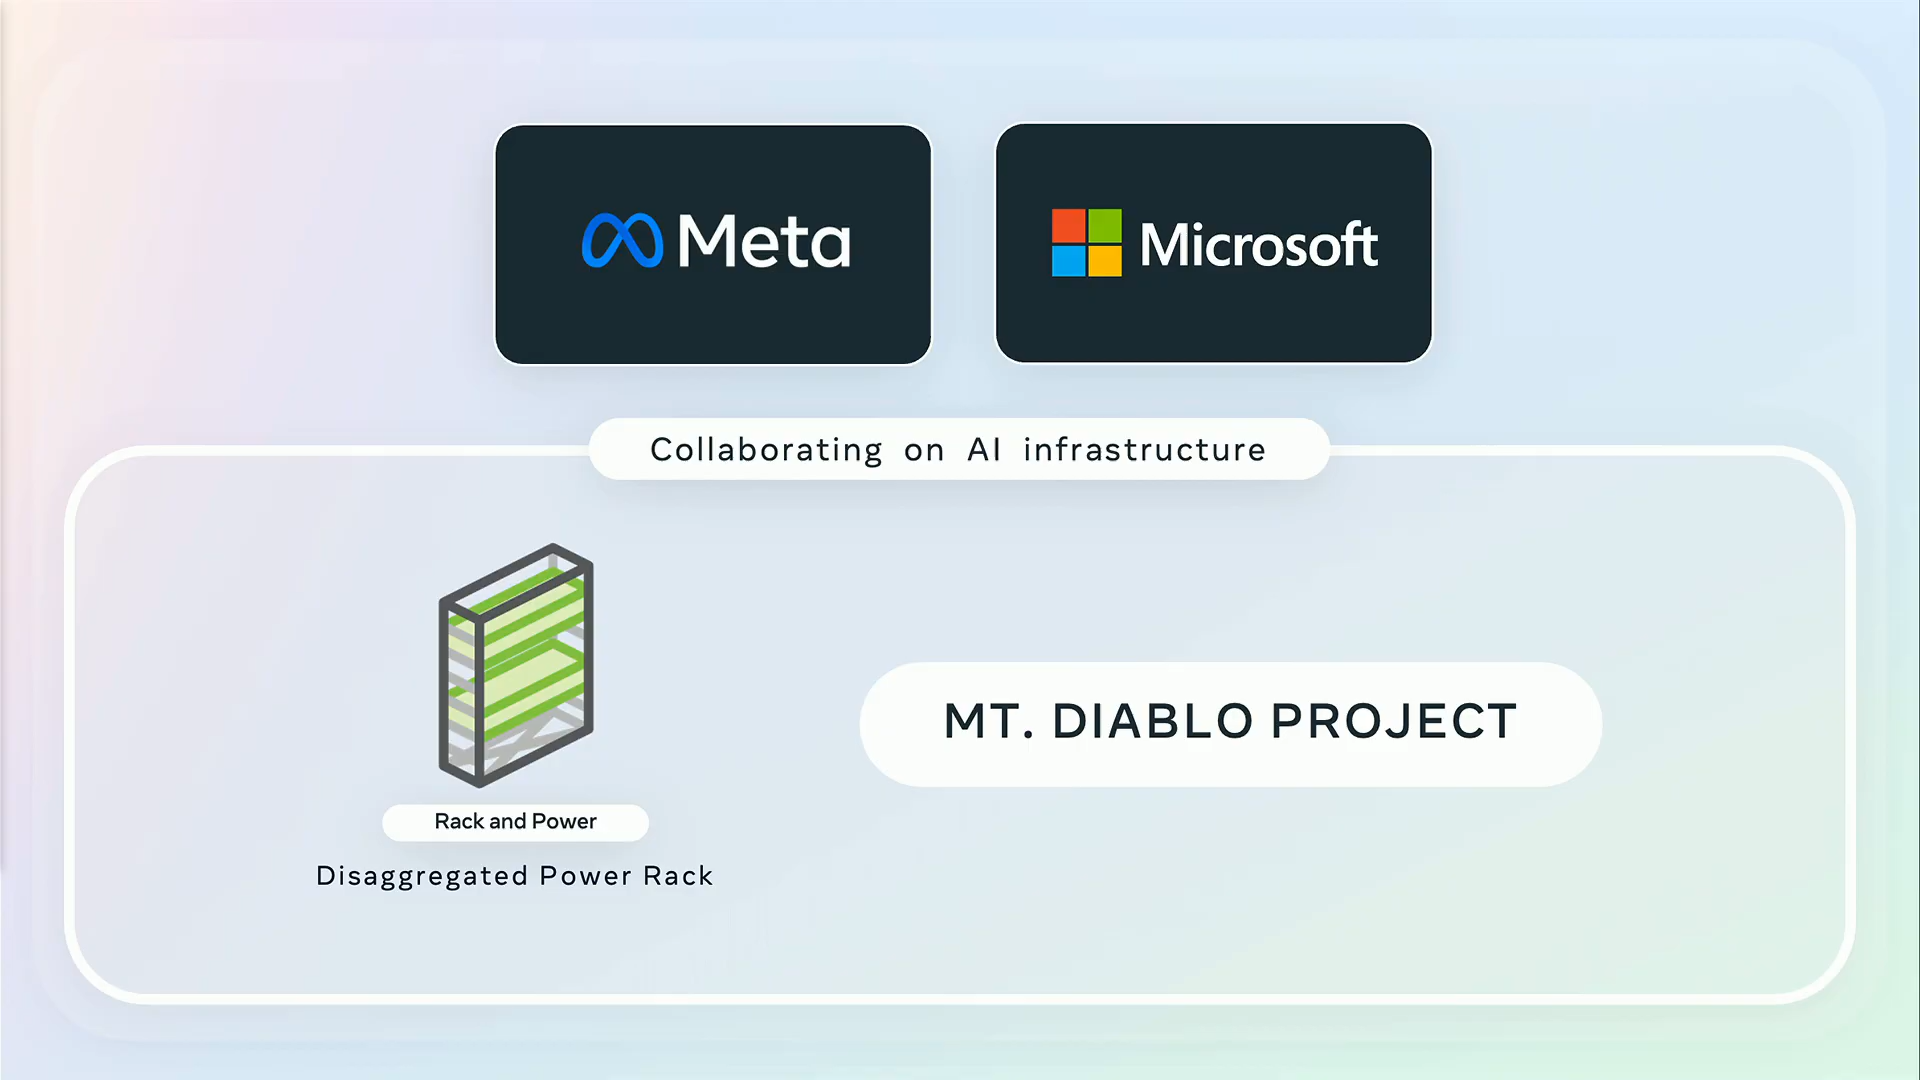 Meta
Microsoft
Collaborating on AI infrastructure
MT. DIABLO PROJECT
Rack and Power
Disaggregated Power Rack